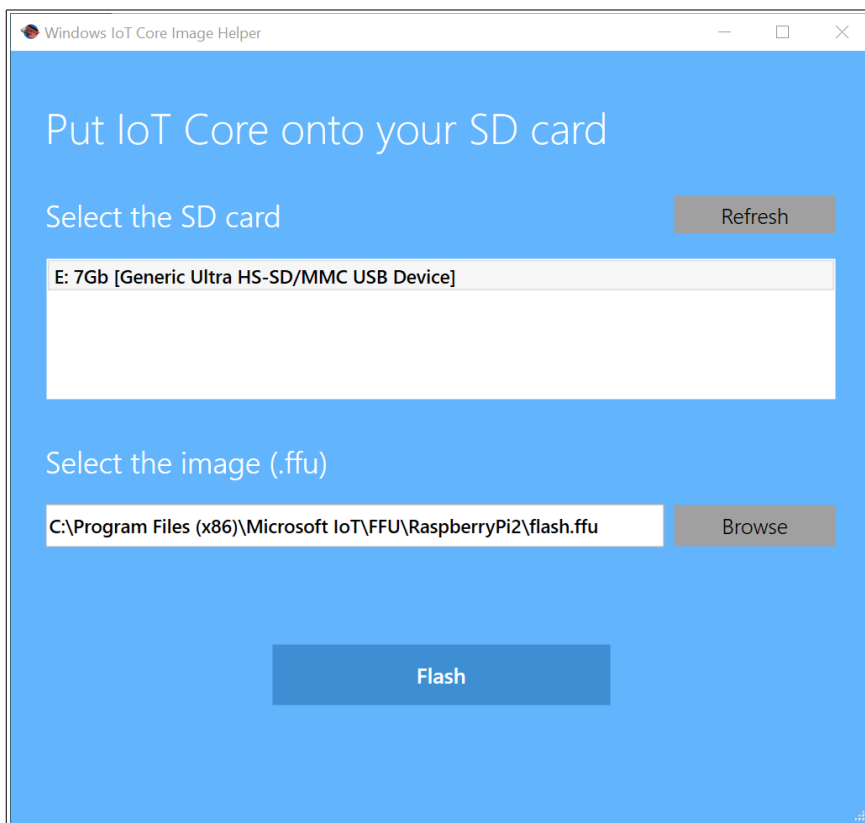 Windows IoT Core Image Helper
Put IoT Core onto your SD card
Select the SD card
Refresh
E: 7Gb [Generic Ultra HS-SD/MMC USB Device]
Select the image (.ffu)
C:\Program Files (x86)\Microsoft IoT\FFU\RaspberryPi2\flash.ffu
Browse
Flash